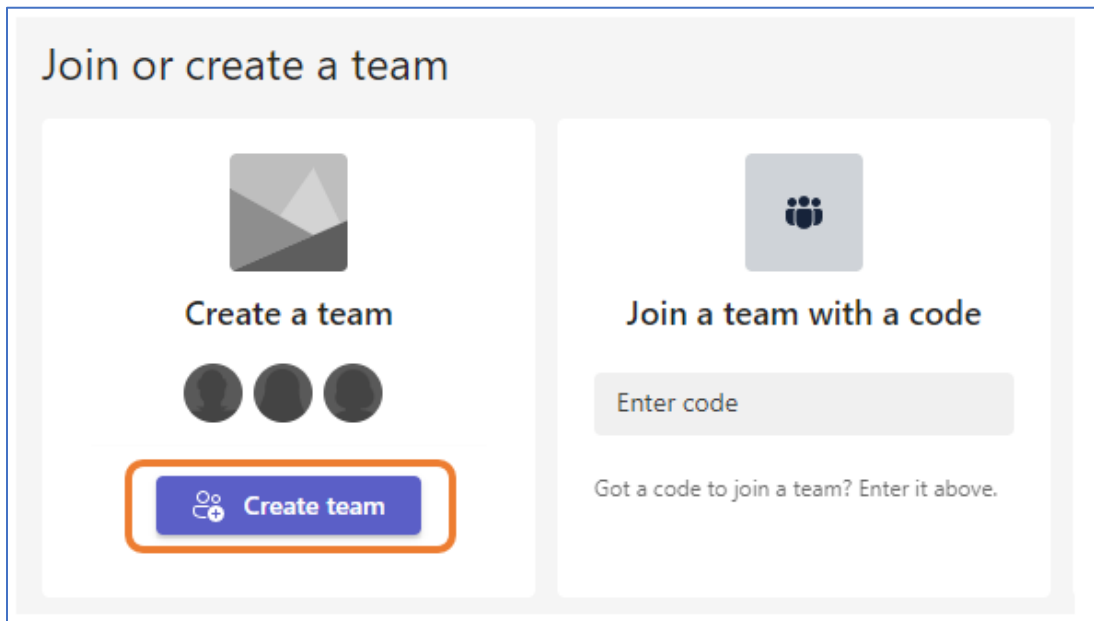 Join or create a team
Create a team
Create team
Join a team with a code
Enter code
Got a code to join a team? Enter it above.